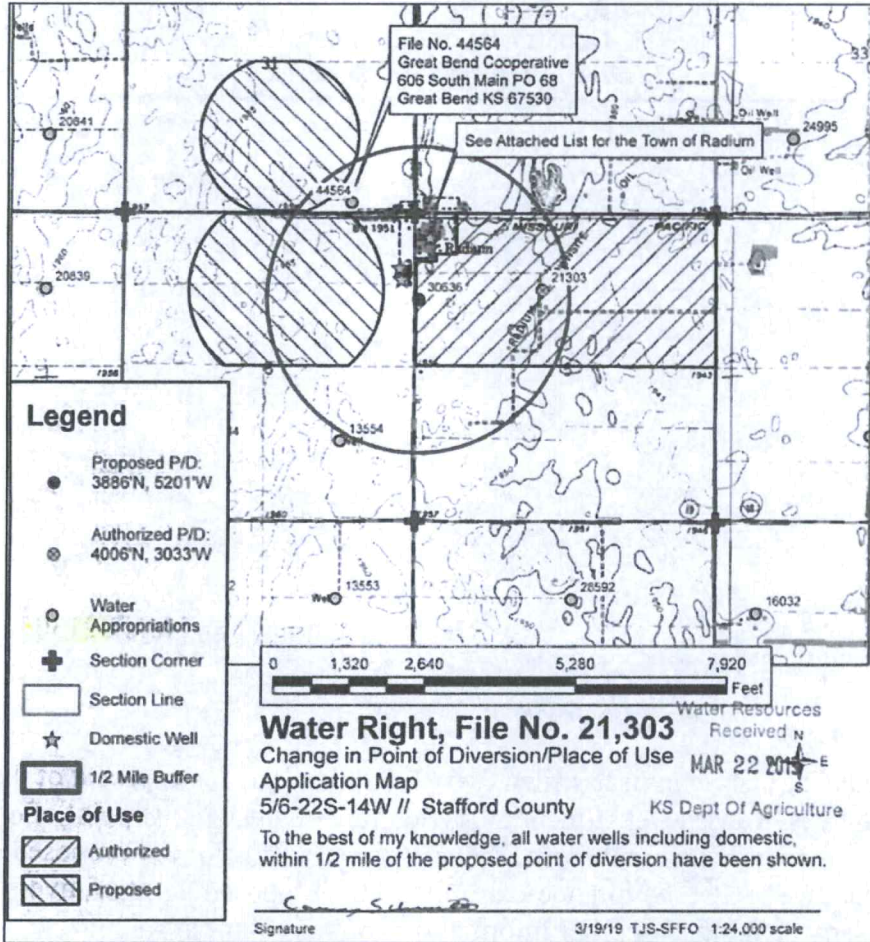 File No. 44564
Great Bend Cooperative
606 South Main PO 68
Great Bend KS 67530
See Attached List for the Town of Radium
31
33
20841
24995
Oil Well
44564
MISSOURI
PACIFIC
Radium
20839
30636
21303
RADIUM
13554
13553
28592
16032
Legend
Proposed P/D:
3886'N, 5201'W
Authorized P/D:
4006'N, 3033'W
Water
Appropriations
Section Corner
Section Line
Domestic Well
1/2 Mile Buffer
Place of Use
Authorized
Proposed
0 1,320 2,640 5,280 7,920
Feet
Water Right, File No. 21,303
Change in Point of Diversion/Place of Use
Application Map
5/6-22S-14W // Stafford County
Water Resources
Received
MAR 22 2019
KS Dept Of Agriculture
N
E
S
To the best of my knowledge, all water wells including domestic,
within 1/2 mile of the proposed point of diversion have been shown.
Signature
3/19/19 TJS-SFFO 1:24,000 scale